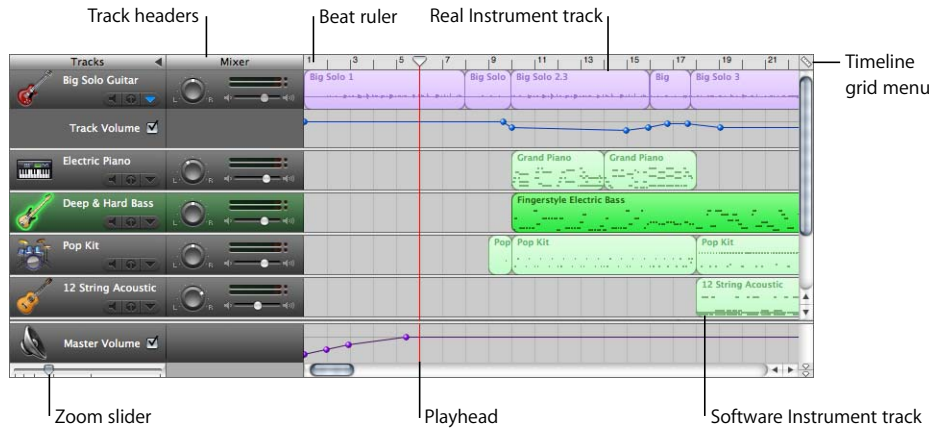 Track headers
Beat ruler
Real Instrument track
Timeline
grid menu
Tracks
Mixer
1 3 5 7 9 11 13 15 17 19 21
Big Solo Guitar
Big Solo 1
Big Solo
Big Solo 2.3
Big
Big Solo 3
L R
Track Volume
Electric Piano
L R
Grand Piano
Grand Piano
Deep & Hard Bass
L R
Fingerstyle Electric Bass
Pop Kit
L R
Pop
Pop Kit
Pop Kit
12 String Acoustic
L R
12 String Acoustic
Master Volume
Zoom slider
Playhead
Software Instrument track